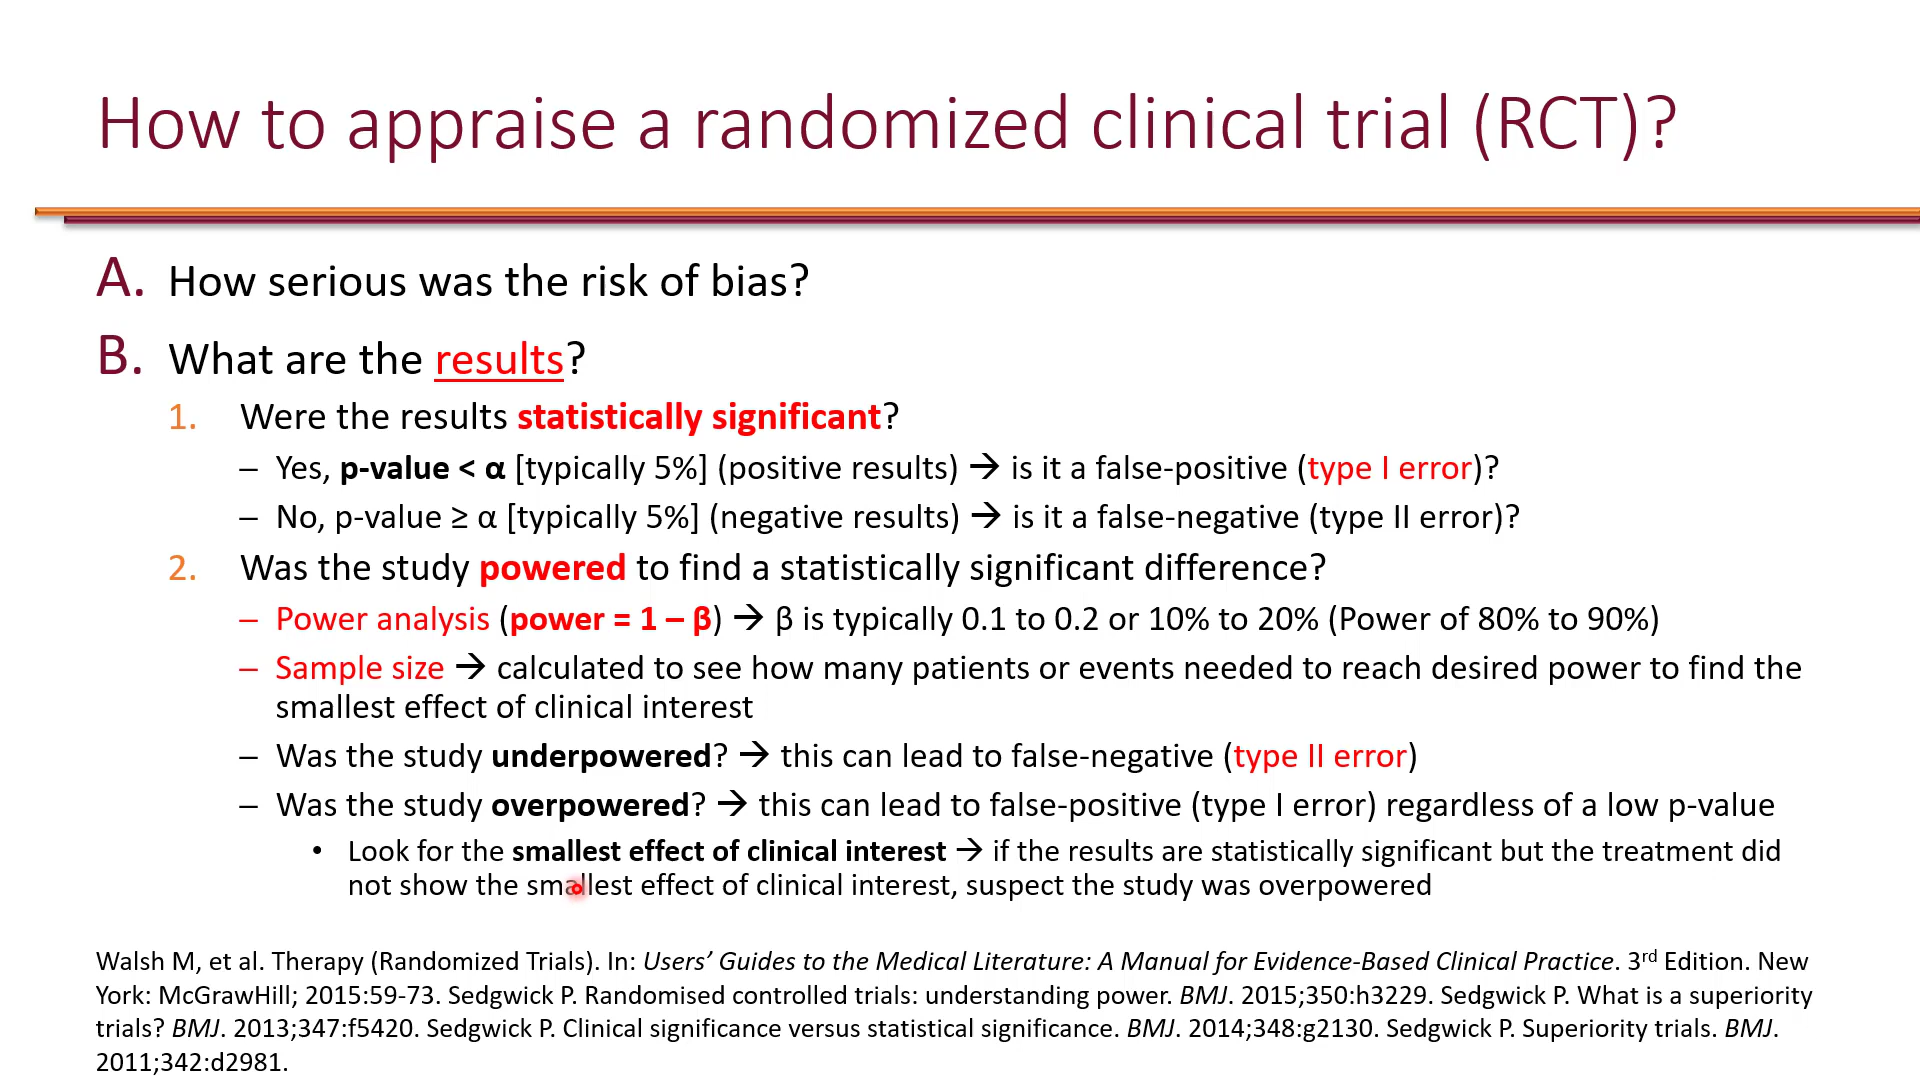 How to appraise a randomized clinical trial (RCT)?
A. How serious was the risk of bias?
B. What are the results?
1. Were the results statistically significant?
– Yes, p-value < α [typically 5%] (positive results) → is it a false-positive (type I error)?
– No, p-value ≥ α [typically 5%] (negative results) → is it a false-negative (type II error)?
2. Was the study powered to find a statistically significant difference?
– Power analysis (power = 1 – β) → β is typically 0.1 to 0.2 or 10% to 20% (Power of 80% to 90%)
– Sample size → calculated to see how many patients or events needed to reach desired power to find the
smallest effect of clinical interest
– Was the study underpowered? → this can lead to false-negative (type II error)
– Was the study overpowered? → this can lead to false-positive (type I error) regardless of a low p-value
• Look for the smallest effect of clinical interest → if the results are statistically significant but the treatment did
not show the smallest effect of clinical interest, suspect the study was overpowered
Walsh M, et al. Therapy (Randomized Trials). In: Users’ Guides to the Medical Literature: A Manual for Evidence-Based Clinical Practice. 3rd Edition. New
York: McGrawHill; 2015:59-73. Sedgwick P. Randomised controlled trials: understanding power. BMJ. 2015;350:h3229. Sedgwick P. What is a superiority
trials? BMJ. 2013;347:f5420. Sedgwick P. Clinical significance versus statistical significance. BMJ. 2014;348:g2130. Sedgwick P. Superiority trials. BMJ.
2011;342:d2981.